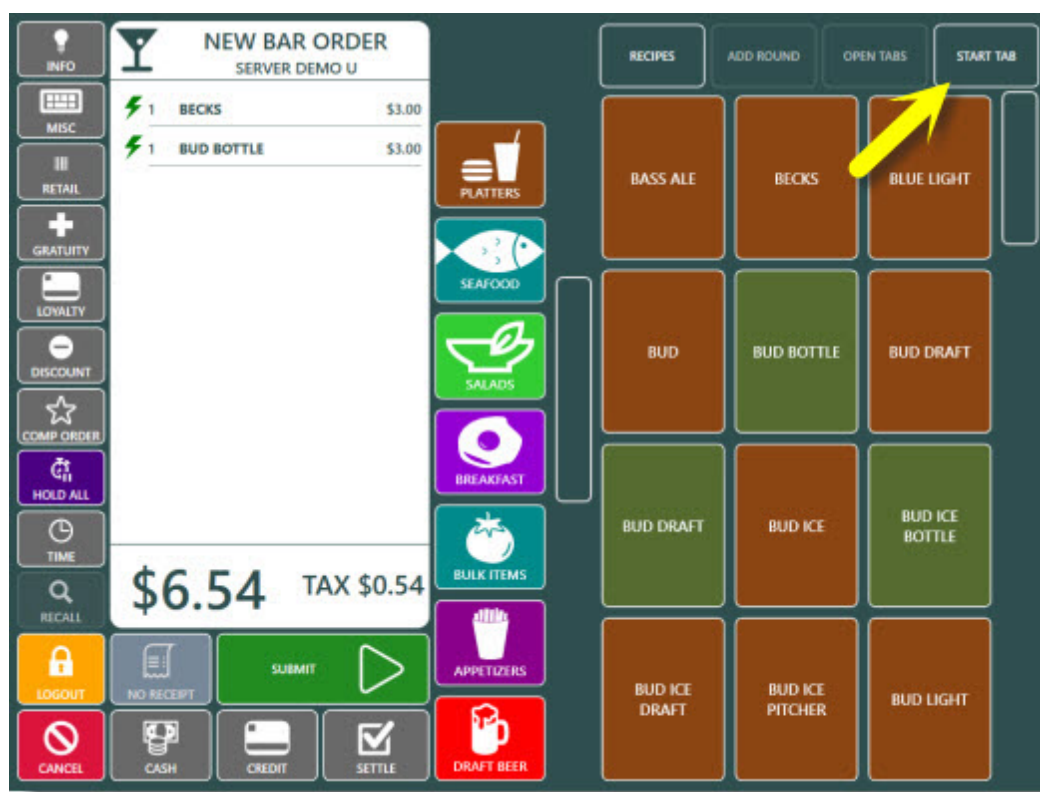 INFO
MISC
RETAIL
GRATUITY
LOYALTY
DISCOUNT
COMP ORDER
HOLD ALL
TIME
RECALL
LOGOUT
CANCEL
NEW BAR ORDER
SERVER DEMO U
1 BECKS $3.00
1 BUD BOTTLE $3.00
$6.54 TAX $0.54
NO RECEIPT
SUBMIT
CASH
CREDIT
SETTLE
PLATTERS
SEAFOOD
SALADS
BREAKFAST
BULK ITEMS
APPETIZERS
DRAFT BEER
RECIPES
ADD ROUND
OPEN TABS
START TAB
BASS ALE
BECKS
BLUE LIGHT
BUD
BUD BOTTLE
BUD DRAFT
BUD DRAFT
BUD ICE
BUD ICE
BOTTLE
BUD ICE
DRAFT
BUD ICE
PITCHER
BUD LIGHT